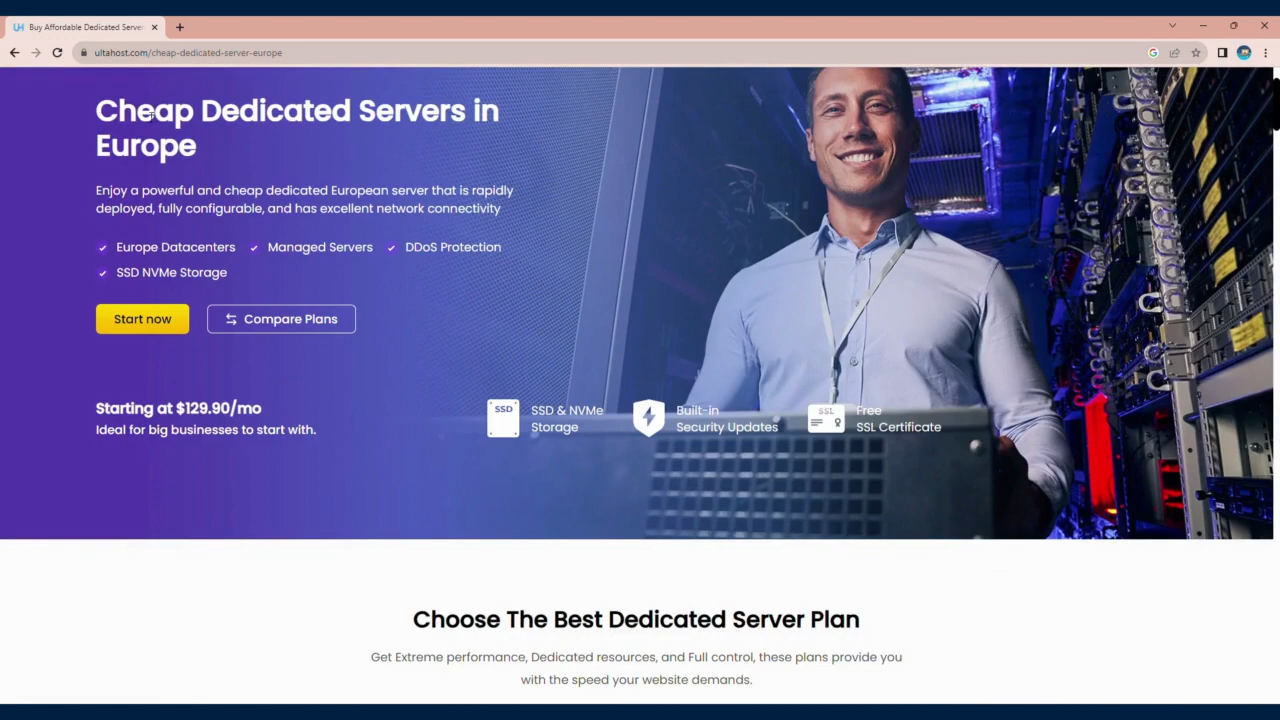 Buy Affordable Dedicated Server
ultahost.com/cheap-dedicated-server-europe
Cheap Dedicated Servers in
Europe
Enjoy a powerful and cheap dedicated European server that is rapidly
deployed, fully configurable, and has excellent network connectivity
Europe Datacenters Managed Servers DDoS Protection
SSD NVMe Storage
Start now Compare Plans
Starting at $129.90/mo
Ideal for big businesses to start with.
SSD SSD & NVMe
Storage
Built-in
Security Updates
SSL Free
SSL Certificate
Choose The Best Dedicated Server Plan
Get Extreme performance, Dedicated resources, and Full control, these plans provide you
with the speed your website demands.